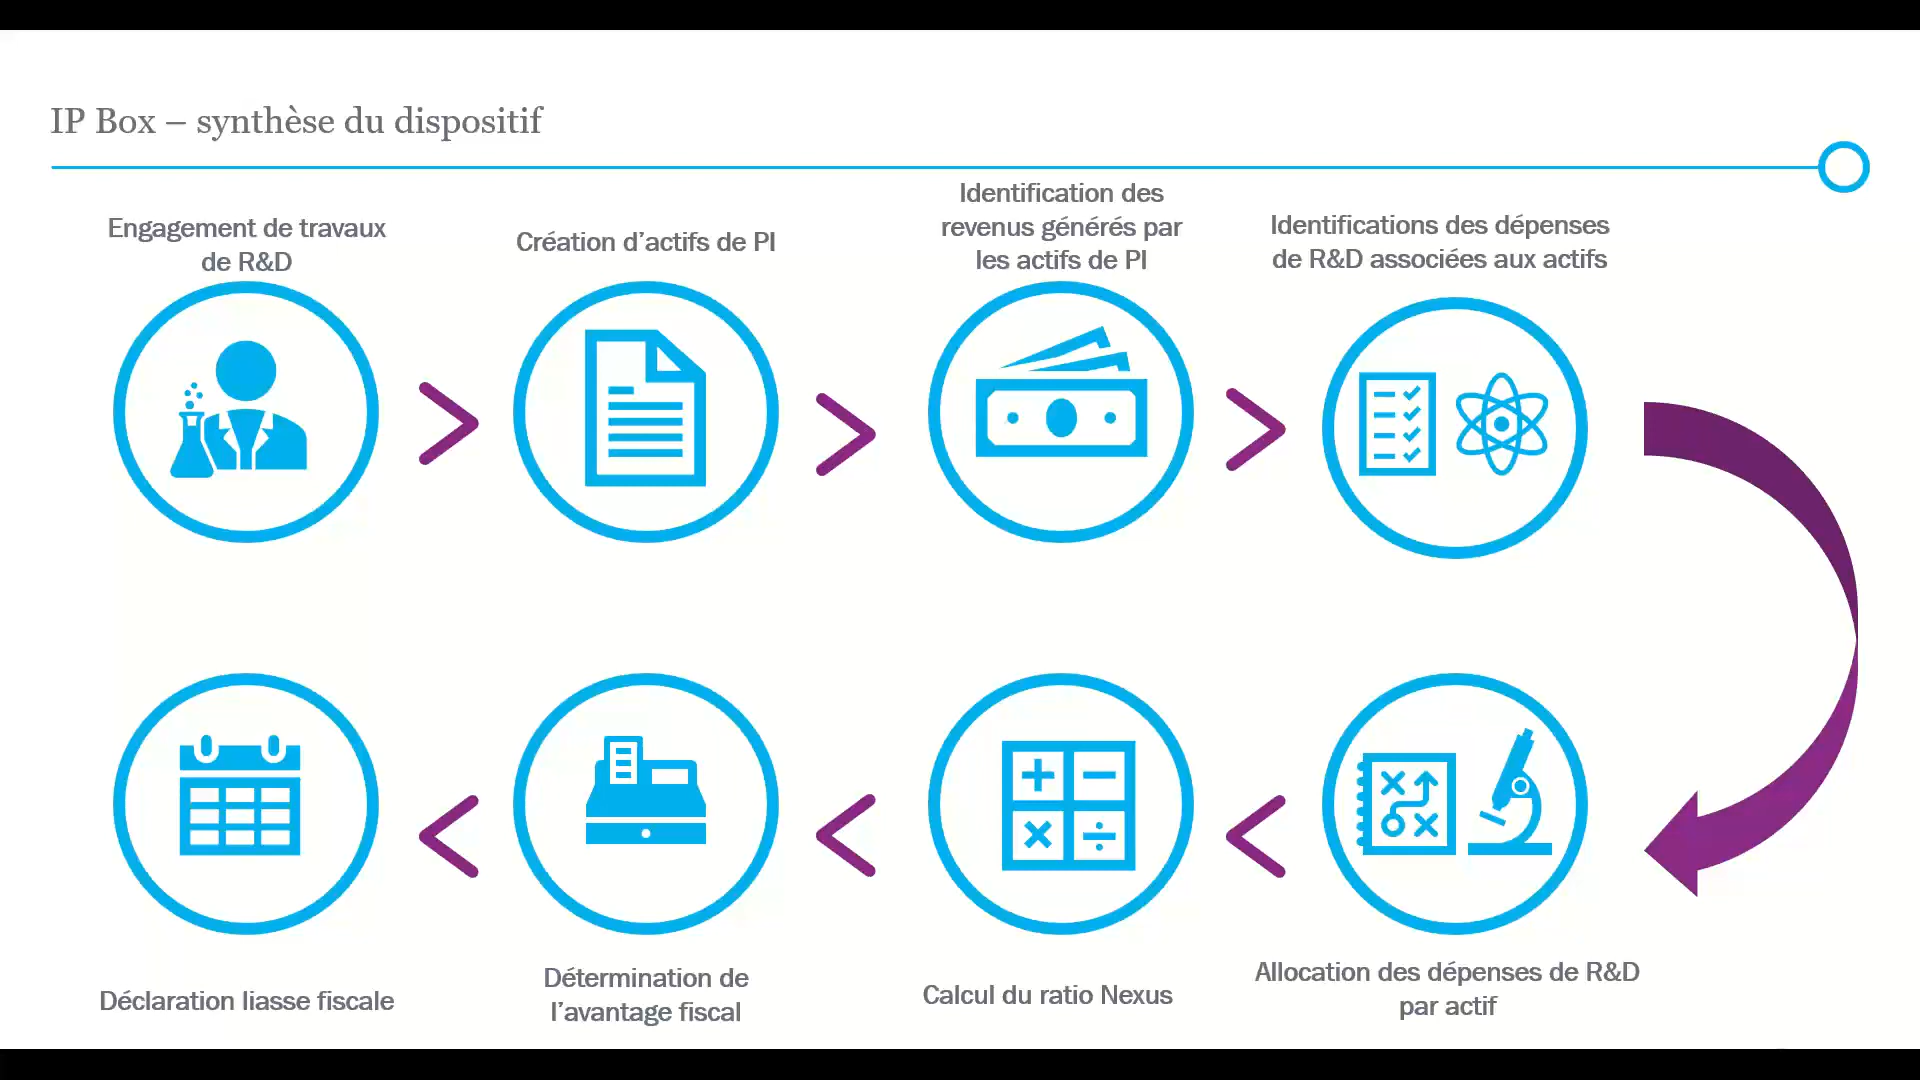 IP Box – synthèse du dispositif
Engagement de travaux
de R&D
Création d’actifs de PI
Identification des
revenus générés par
les actifs de PI
Identifications des dépenses
de R&D associées aux actifs
Allocation des dépenses de R&D
par actif
Calcul du ratio Nexus
Détermination de
l’avantage fiscal
Déclaration liasse fiscale